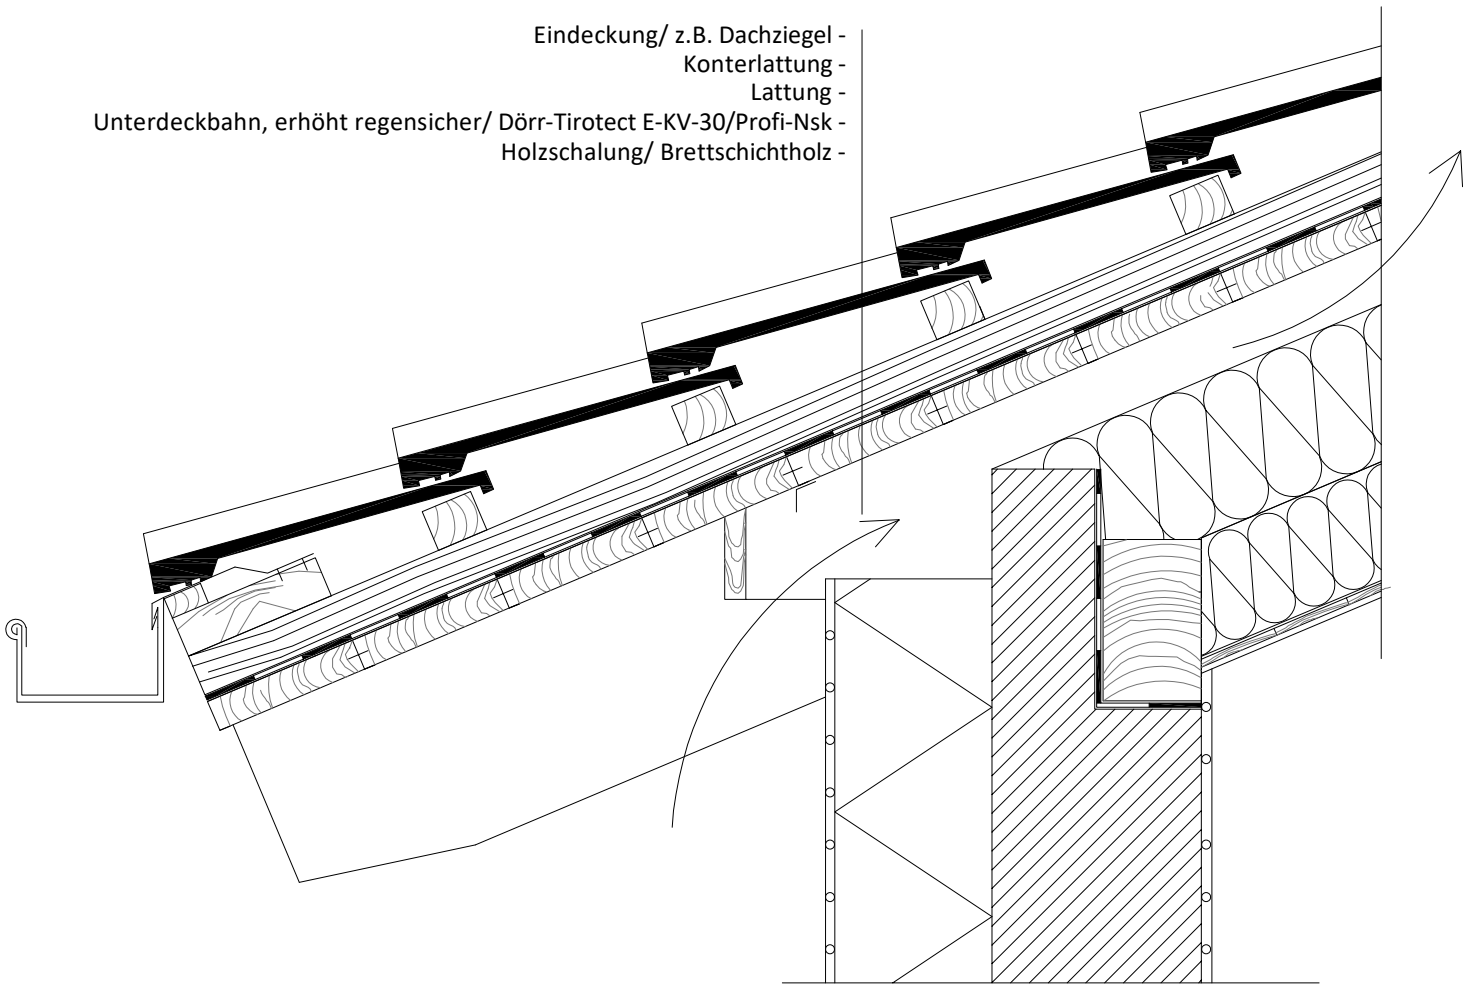 Eindeckung/ z.B. Dachziegel -
Konterlattung -
Lattung -
Unterdeckbahn, erhöht regensicher/ Dörr-Tirotect E-KV-30/Profi-Nsk -
Holzschalung/ Brettschichtholz -